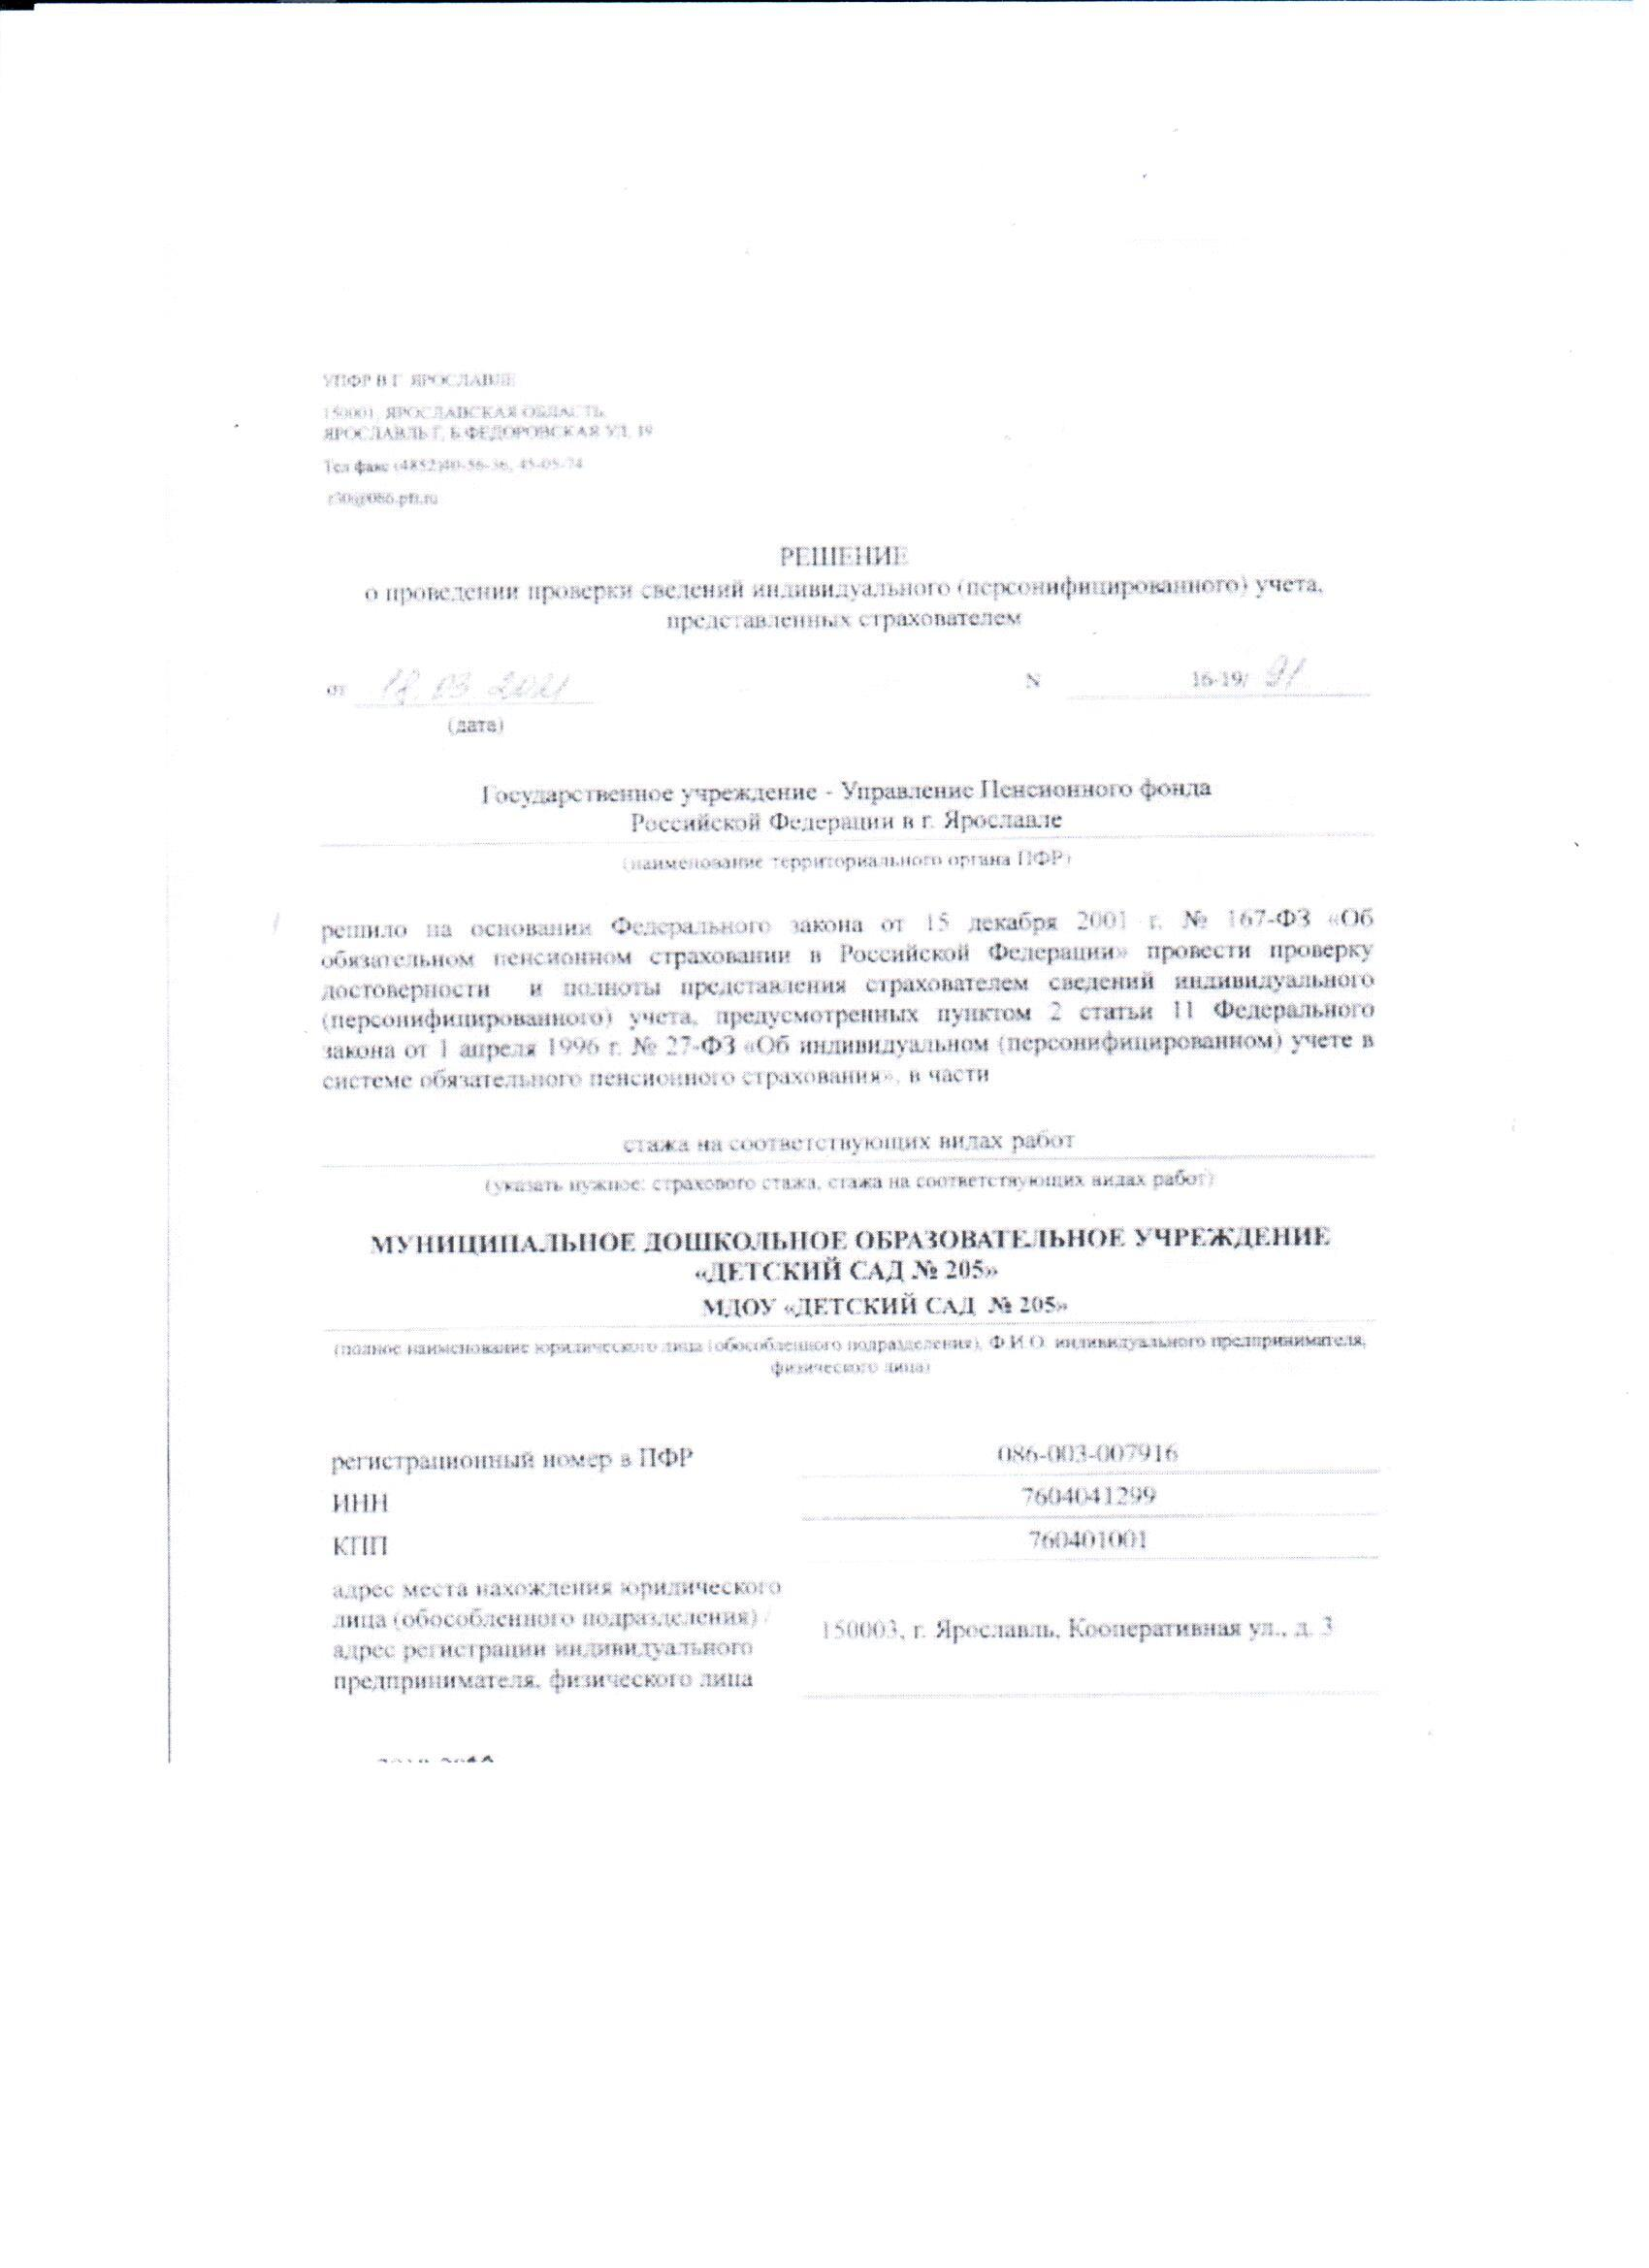 УПФР В Г. ЯРОСЛАВЛЕ
150001, ЯРОСЛАВСКАЯ ОБЛАСТЬ,
ЯРОСЛАВЛЬ Г, Б.ФЕДОРОВСКАЯ УЛ, 19
Тел факс (4852)40-56-36, 45-05-74
РЕШЕНИЕ
о проведении проверки сведений индивидуального (персонифицированного) учета,
представленных страхователем
от 18.03 2021 N 16-19/ 91
(дата)
Государственное учреждение - Управление Пенсионного фонда
Российской Федерации в г. Ярославле
(наименование территориального органа ПФР)
решило на основании Федерального закона от 15 декабря 2001 г. № 167-ФЗ «Об
обязательном пенсионном страховании в Российской Федерации» провести проверку
достоверности и полноты представления страхователем сведений индивидуального
(персонифицированного) учета, предусмотренных пунктом 2 статьи 11 Федерального
закона от 1 апреля 1996 г. № 27-ФЗ «Об индивидуальном (персонифицированном) учете в
системе обязательного пенсионного страхования», в части
стажа на соответствующих видах работ
(указать нужное: страхового стажа, стажа на соответствующих видах работ)
МУНИЦИПАЛЬНОЕ ДОШКОЛЬНОЕ ОБРАЗОВАТЕЛЬНОЕ УЧРЕЖДЕНИЕ
«ДЕТСКИЙ САД № 205»
МДОУ «ДЕТСКИЙ САД № 205»
(полное наименование юридического лица (обособленного подразделения), Ф.И.О. индивидуального предпринимателя,
физического лица)
регистрационный номер в ПФР 086-003-007916
ИНН 7604041299
КПП 760401001
адрес места нахождения юридического
лица (обособленного подразделения) /
адрес регистрации индивидуального
предпринимателя, физического лица
150003, г. Ярославль, Кооперативная ул., д. 3